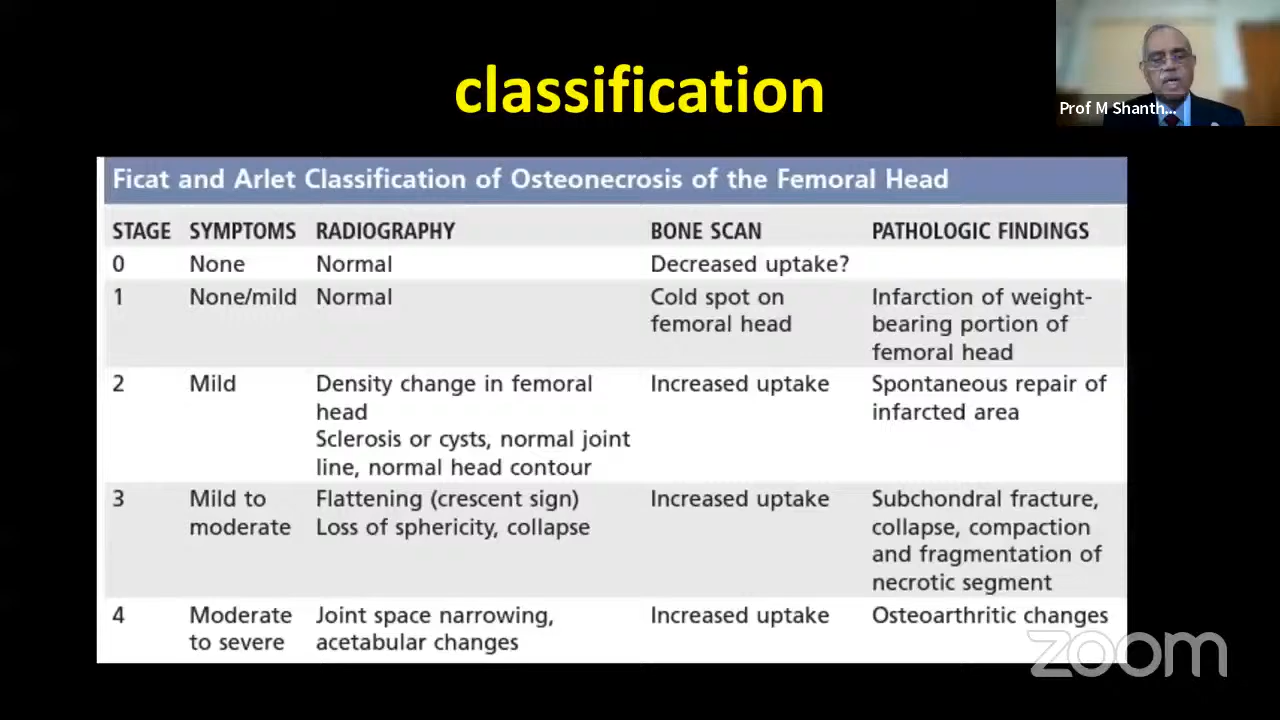 classification
Prof M Shanth...
Ficat and Arlet Classification of Osteonecrosis of the Femoral Head
STAGE SYMPTOMS RADIOGRAPHY BONE SCAN PATHOLOGIC FINDINGS
0 None Normal Decreased uptake?
1 None/mild Normal Cold spot on Infarction of weight-
femoral head bearing portion of
femoral head
2 Mild Density change in femoral Increased uptake Spontaneous repair of
head infarcted area
Sclerosis or cysts, normal joint
line, normal head contour
3 Mild to Flattening (crescent sign) Increased uptake Subchondral fracture,
moderate Loss of sphericity, collapse collapse, compaction
and fragmentation of
necrotic segment
4 Moderate Joint space narrowing, Increased uptake Osteoarthritic changes
to severe acetabular changes
zoom